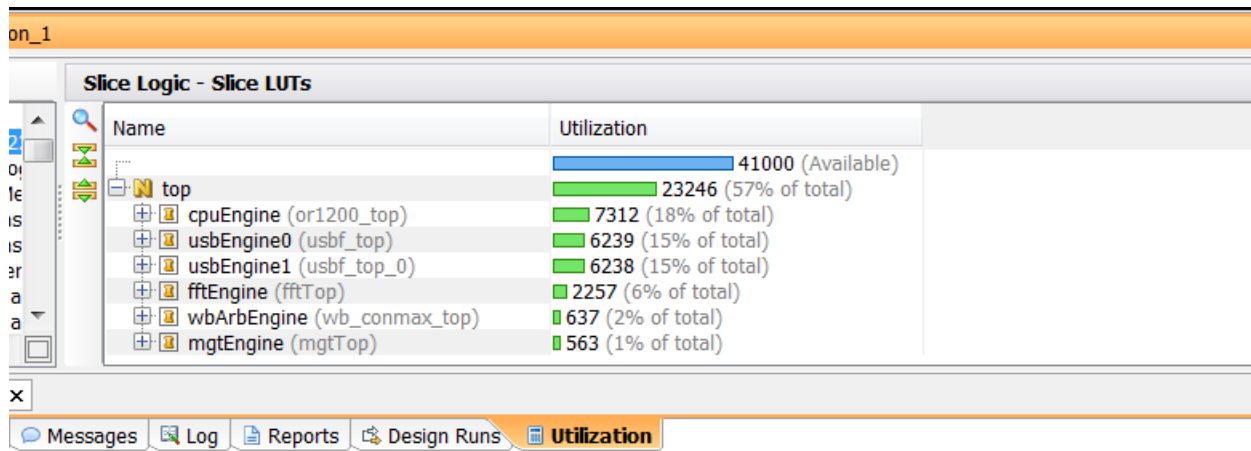 on_1
Slice Logic - Slice LUTs
Name Utilization
41000 (Available)
top 23246 (57% of total)
cpuEngine (or1200_top) 7312 (18% of total)
usbEngine0 (usbf_top) 6239 (15% of total)
usbEngine1 (usbf_top_0) 6238 (15% of total)
fftEngine (fftTop) 2257 (6% of total)
wbArbEngine (wb_conmax_top) 637 (2% of total)
mgtEngine (mgtTop) 563 (1% of total)
Messages Log Reports Design Runs Utilization